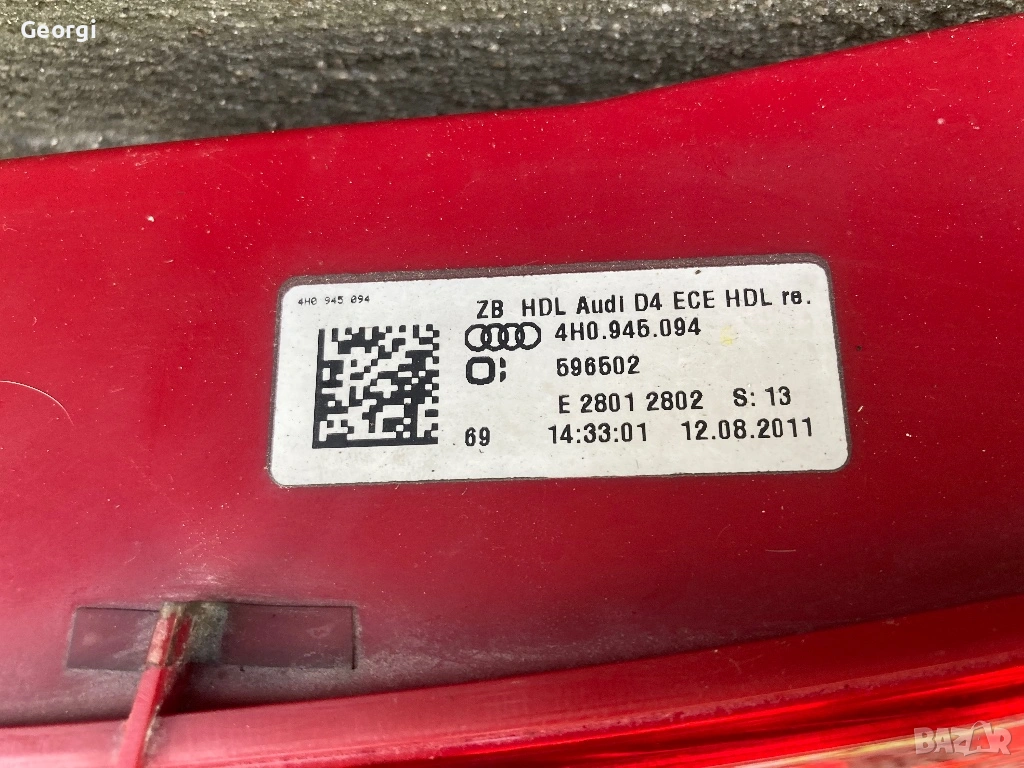 Georgi
4H0 945 094
ZB HDL Audi D4 ECE HDL re.
4H0.945.094
596502
E 2801 2802 S: 13
69 14:33:01 12.08.2011
BAZAR